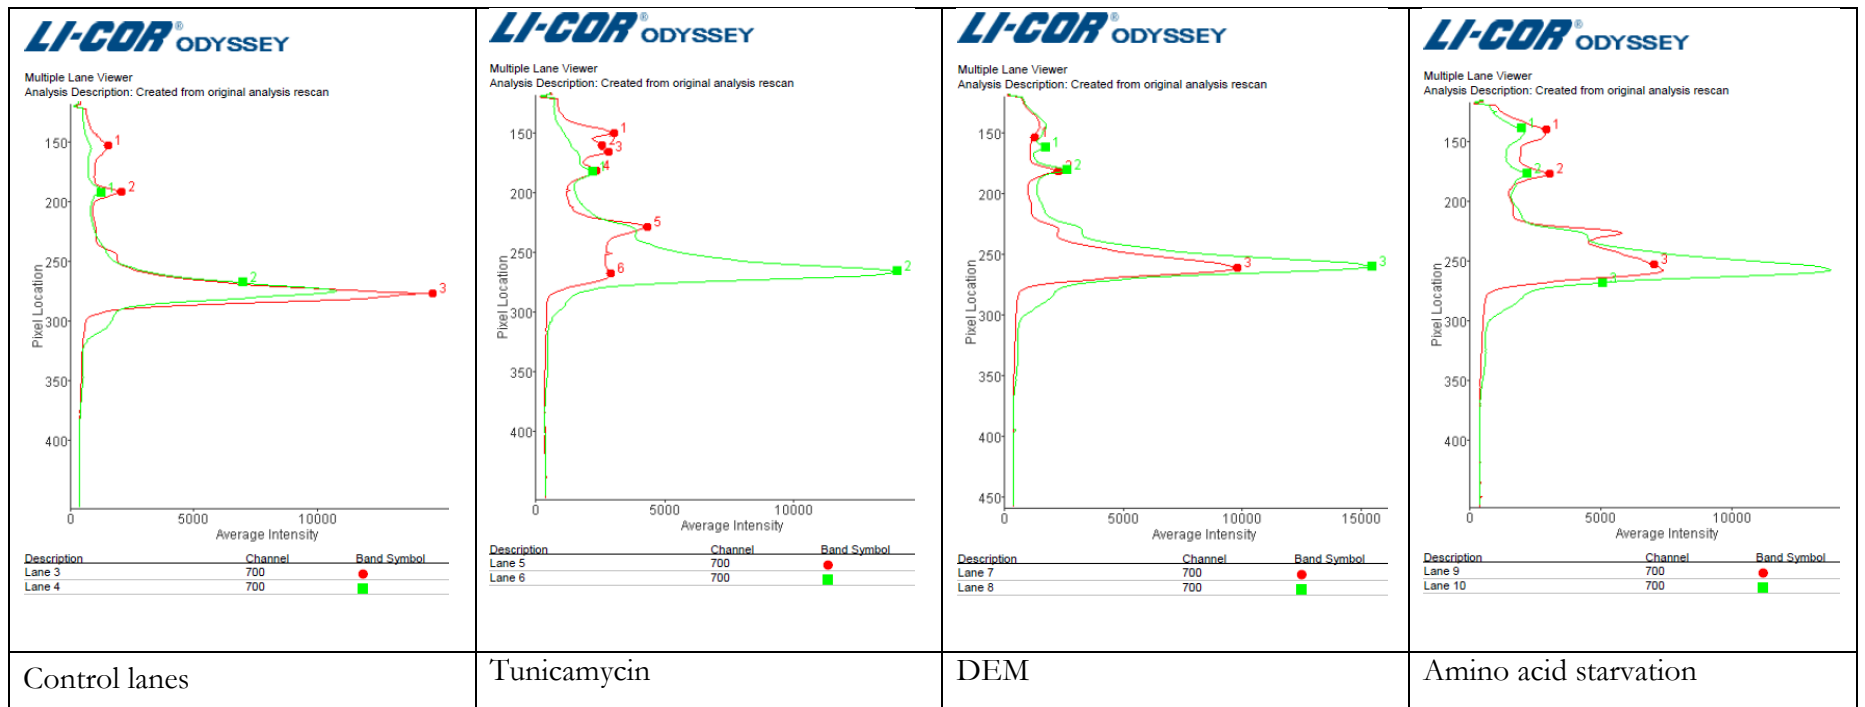 LI-COR® ODYSSEY
Multiple Lane Viewer
Analysis Description: Created from original analysis rescan
150
200
250
300
350
400
Pixel Location
1
2
3
1
2
0
5000
10000
Average Intensity
Description Channel Band Symbol
Lane 3 700
Lane 4 700
Control lanes
LI-COR® ODYSSEY
Multiple Lane Viewer
Analysis Description: Created from original analysis rescan
150
200
250
300
350
400
Pixel Location
1
2
3
4
5
6
1
2
0
5000
10000
Average Intensity
Description Channel Band Symbol
Lane 5 700
Lane 6 700
Tunicamycin
LI-COR® ODYSSEY
Multiple Lane Viewer
Analysis Description: Created from original analysis rescan
150
200
250
300
350
400
450
Pixel Location
1
2
3
1
2
3
0
5000
10000
15000
Average Intensity
Description Channel Band Symbol
Lane 7 700
Lane 8 700
DEM
LI-COR® ODYSSEY
Multiple Lane Viewer
Analysis Description: Created from original analysis rescan
150
200
250
300
350
400
Pixel Location
1
2
3
1
2
3
0
5000
10000
Average Intensity
Description Channel Band Symbol
Lane 9 700
Lane 10 700
Amino acid starvation